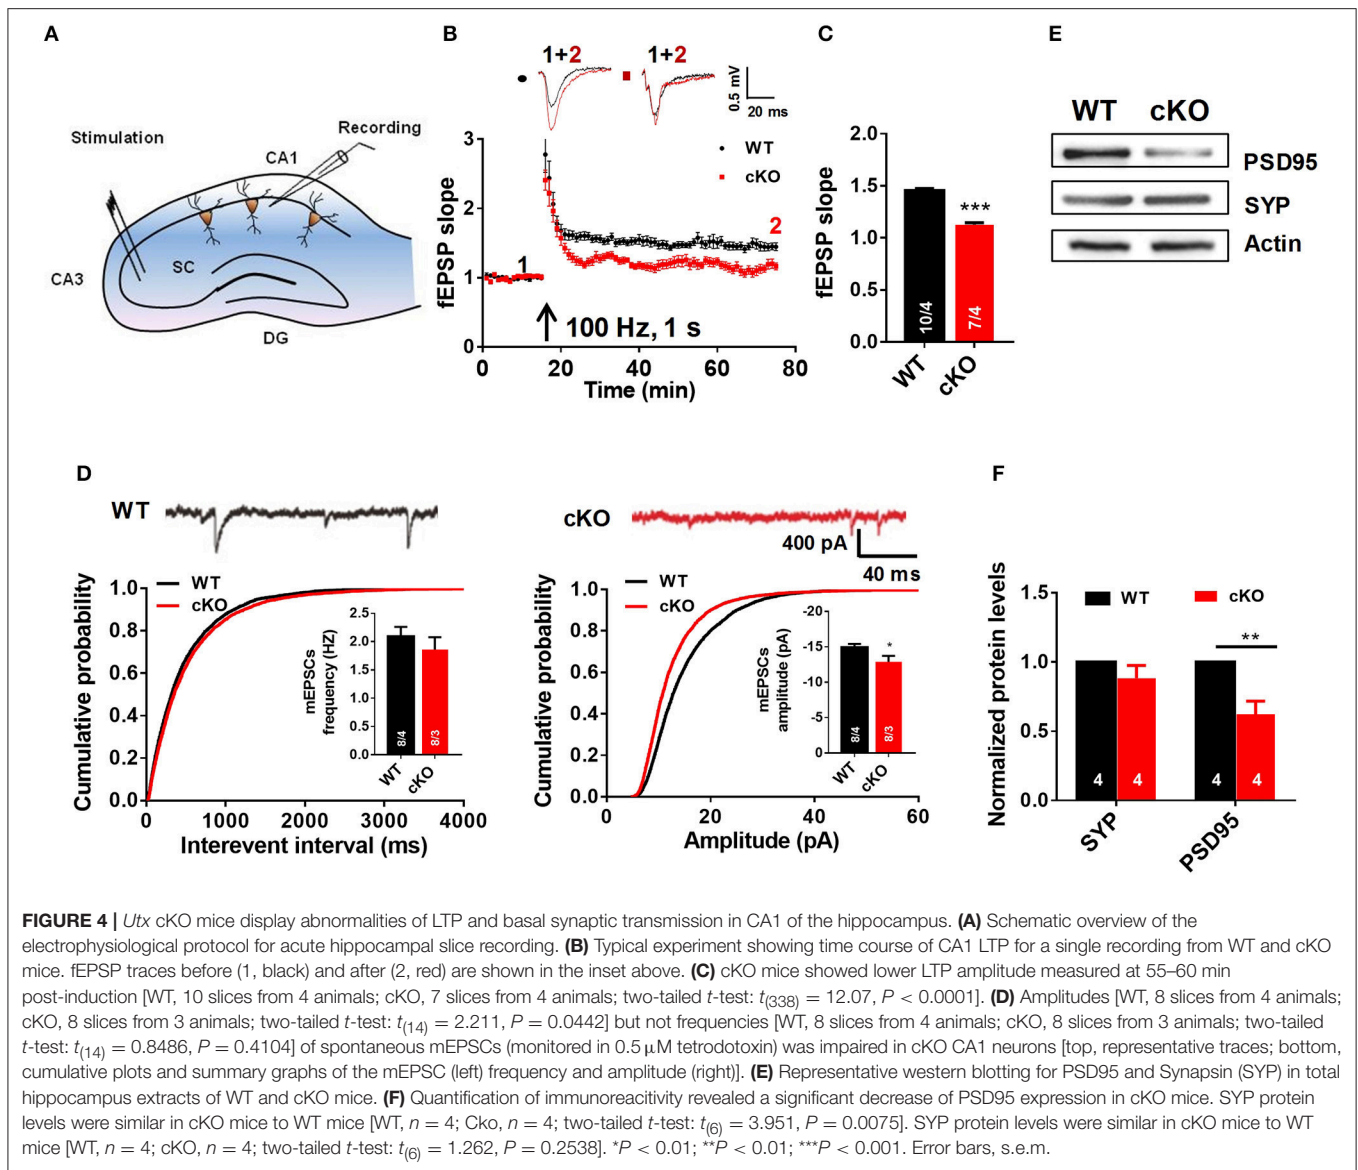 A
Stimulation
Recording
CA1
CA3
SC
DG
B
1+2
1+2
0.5 mV
20 ms
WT
cKO
3
2
1
0
fEPSP slope
1
2
100 Hz, 1 s
0 20 40 60 80
Time (min)
C
2.0
1.5
1.0
0.5
0.0
fEPSP slope
***
10/4
7/4
WT
cKO
E
WT cKO
PSD95
SYP
Actin
D
WT
1.0
0.8
0.6
0.4
0.2
0.0
Cumulative probability
WT
cKO
2.5
2.0
1.5
1.0
0.5
0.0
mEPSCs
frequency (HZ)
8/4
8/3
WT
cKO
0 1000 2000 3000 4000
Interevent interval (ms)
cKO
400 pA
40 ms
1.0
0.8
0.6
0.4
0.2
0.0
Cumulative probability
WT
cKO
-20
-15
-10
-5
0
mEPSCs
amplitude (pA)
*
8/4
8/3
WT
cKO
0 20 40 60
Amplitude (pA)
F
WT
cKO
1.5
1.0
0.5
0.0
Normalized protein levels
**
4
4
4
4
SYP
PSD95
FIGURE 4 | Utx cKO mice display abnormalities of LTP and basal synaptic transmission in CA1 of the hippocampus. (A) Schematic overview of the
electrophysiological protocol for acute hippocampal slice recording. (B) Typical experiment showing time course of CA1 LTP for a single recording from WT and cKO
mice. fEPSP traces before (1, black) and after (2, red) are shown in the inset above. (C) cKO mice showed lower LTP amplitude measured at 55–60 min
post-induction [WT, 10 slices from 4 animals; cKO, 7 slices from 4 animals; two-tailed t-test: t(338) = 12.07, P < 0.0001]. (D) Amplitudes [WT, 8 slices from 4 animals;
cKO, 8 slices from 3 animals; two-tailed t-test: t(14) = 2.211, P = 0.0442] but not frequencies [WT, 8 slices from 4 animals; cKO, 8 slices from 3 animals; two-tailed
t-test: t(14) = 0.8486, P = 0.4104] of spontaneous mEPSCs (monitored in 0.5 μM tetrodotoxin) was impaired in cKO CA1 neurons [top, representative traces; bottom,
cumulative plots and summary graphs of the mEPSC (left) frequency and amplitude (right)]. (E) Representative western blotting for PSD95 and Synapsin (SYP) in total
hippocampus extracts of WT and cKO mice. (F) Quantification of immunoreacitivity revealed a significant decrease of PSD95 expression in cKO mice. SYP protein
levels were similar in cKO mice to WT mice [WT, n = 4; Cko, n = 4; two-tailed t-test: t(6) = 3.951, P = 0.0075]. SYP protein levels were similar in cKO mice to WT
mice [WT, n = 4; cKO, n = 4; two-tailed t-test: t(6) = 1.262, P = 0.2538]. *P < 0.01; **P < 0.01; ***P < 0.001. Error bars, s.e.m.